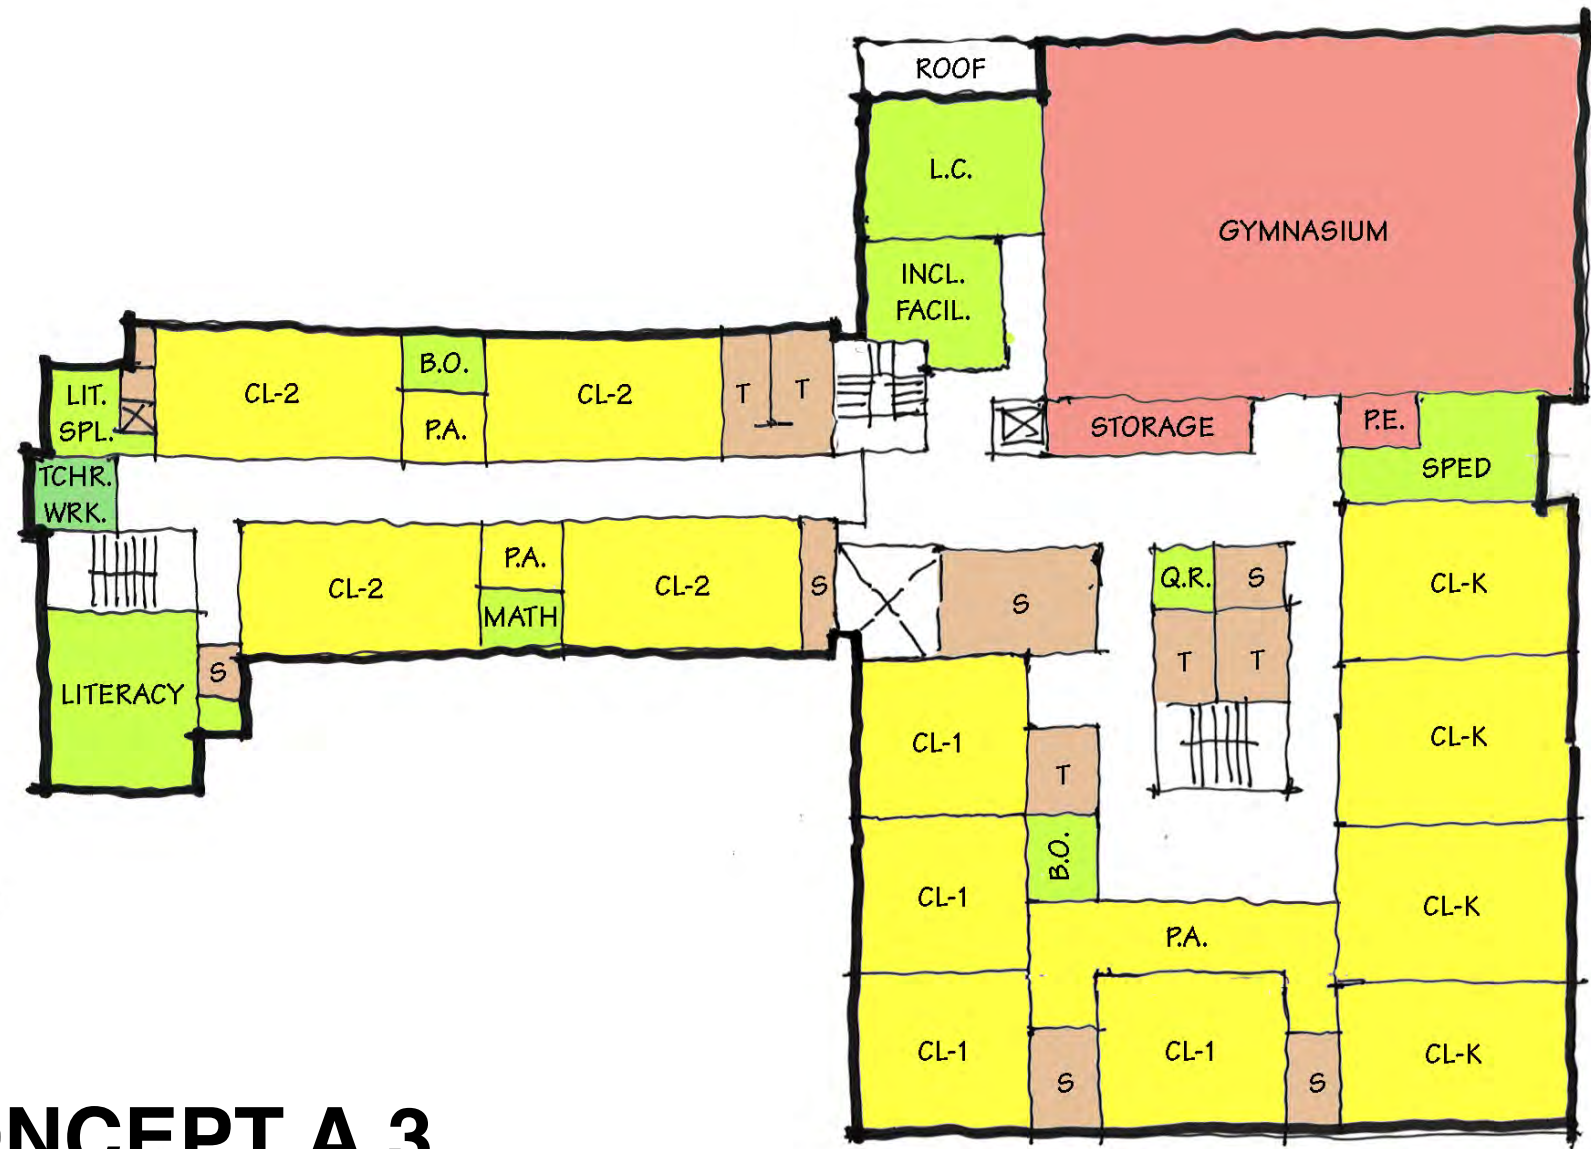 ROOF
L.C.
GYMNASIUM
INCL.
FACIL.
LIT.
SPL.
CL-2
B.O.
P.A.
CL-2
T
T
STORAGE
P.E.
SPED
TCHR.
WRK.
CL-2
P.A.
MATH
CL-2
S
S
Q.R.
S
CL-K
T
T
LITERACY
S
CL-1
T
CL-K
CL-1
B.O.
CL-K
P.A.
CL-1
S
CL-1
S
CL-K
NCEPT A.3